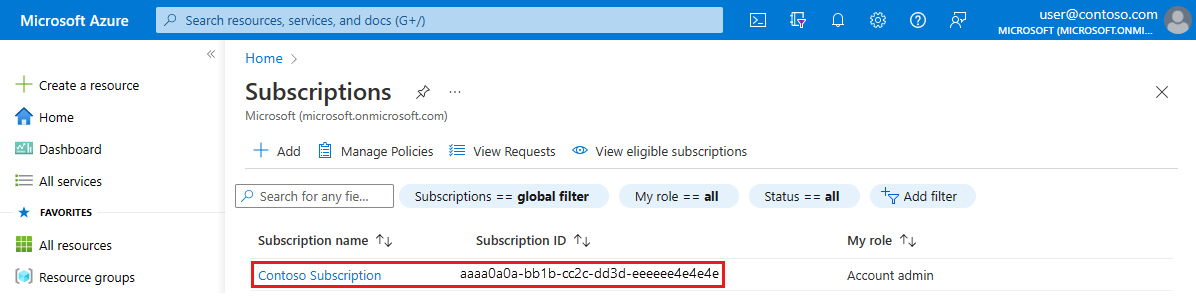 Microsoft Azure
Search resources, services, and docs (G+/)
user@contoso.com
MICROSOFT (MICROSOFT.ONMI...
«
Create a resource
Home
Dashboard
All services
FAVORITES
All resources
Resource groups
Home >
Subscriptions ...
Microsoft (microsoft.onmicrosoft.com)
Add Manage Policies View Requests View eligible subscriptions
Search for any fie... Subscriptions == global filter My role == all Status == all Add filter
Subscription name ↑↓ Subscription ID ↑↓ My role ↑↓
Contoso Subscription aaaa0a0a-bb1b-cc2c-dd3d-eeeeee4e4e4e Account admin